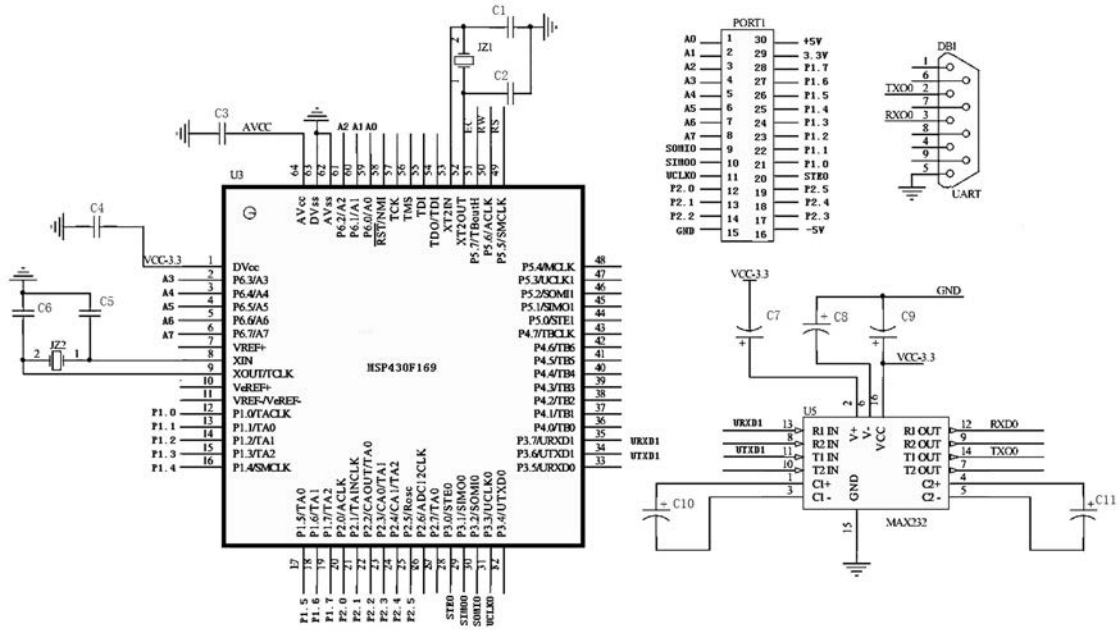 C1
JZ1
2
1
C2
C3
AVCC
A2 A1 A0
EC
RW
RS
64
63
62
61
60
59
58
57
56
55
54
53
52
51
50
49
U3
AVcc
DVss
AVss
P6.2/A2
P6.1/A1
P6.0/A0
RST/NMI
TCK
TMS
TDI
TDO/TDI
XT2IN
XT2OUT
P5.7/TBoutH
P5.6/ACLK
P5.5/SMCLK
C4
VCC-3.3
1 DVcc
A3 2 P6.3/A3
A4 3 P6.4/A4
A5 4 P6.5/A5
A6 5 P6.6/A6
A7 6 P6.7/A7
7 VREF+
8 XIN
9 XOUT/TCLK
10 VeREF+
11 VREF-/VeREF-
P1.0 12 P1.0/TACLK
P1.1 13 P1.1/TA0
P1.2 14 P1.2/TA1
P1.3 15 P1.3/TA2
P1.4 16 P1.4/SMCLK
C6
C5
JZ2
2
1
MSP430F169
P5.4/MCLK 48
P5.3/UCLK1 47
P5.2/SOMI1 46
P5.1/SIMO1 45
P5.0/STE1 44
P4.7/TBCLK 43
P4.6/TB6 42
P4.5/TB5 41
P4.4/TB4 40
P4.3/TB3 39
P4.2/TB2 38
P4.1/TB1 37
P4.0/TB0 36
P3.7/URXD1 35 URXD1
P3.6/UTXD1 34 UTXD1
P3.5/URXD0 33
P1.5/TA0
P1.6/TA1
P1.7/TA2
P2.0/ACLK
P2.1/TAINCLK
P2.2/CAOUT/TA0
P2.3/CA0/TA1
P2.4/CA1/TA2
P2.5/Rosc
P2.6/ADC12CLK
P2.7/TA0
P3.0/STE0
P3.1/SIMO0
P3.2/SOMI0
P3.3/UCLK0
P3.4/UTXD0
17
18
19
20
21
22
23
24
25
26
27
28
29
30
31
32
P1.5
P1.6
P1.7
P2.0
P2.1
P2.2
P2.3
P2.4
P2.5
STE0
SIMO0
SOMIO
UCLK0
PORT1
A0 1 30 +5V
A1 2 29 3.3V
A2 3 28 P1.7
A3 4 27 P1.6
A4 5 26 P1.5
A5 6 25 P1.4
A6 7 24 P1.3
A7 8 23 P1.2
SOMIO 9 22 P1.1
SIMOO 10 21 P1.0
UCLKO 11 20 STEO
P2.0 12 19 P2.5
P2.1 13 18 P2.4
P2.2 14 17 P2.3
GND 15 16 -5V
DB1
1
6
TXO0 2
7
RXO0 3
8
4
9
5
UART
VCC-3.3
GND
C7
C8
C9
+
+
+
VCC-3.3
2
6
16
U5
V+
V-
VCC
URXD1 13 R1 IN R1 OUT 12 RXD0
8 R2 IN R2 OUT 9
UTXD1 11 T1 IN T1 OUT 14 TXO0
10 T2 IN T2 OUT 7
1 C1+ C2+ 4
3 C1 - C2 - 5
GND
15
MAX232
+ C10
+ C11